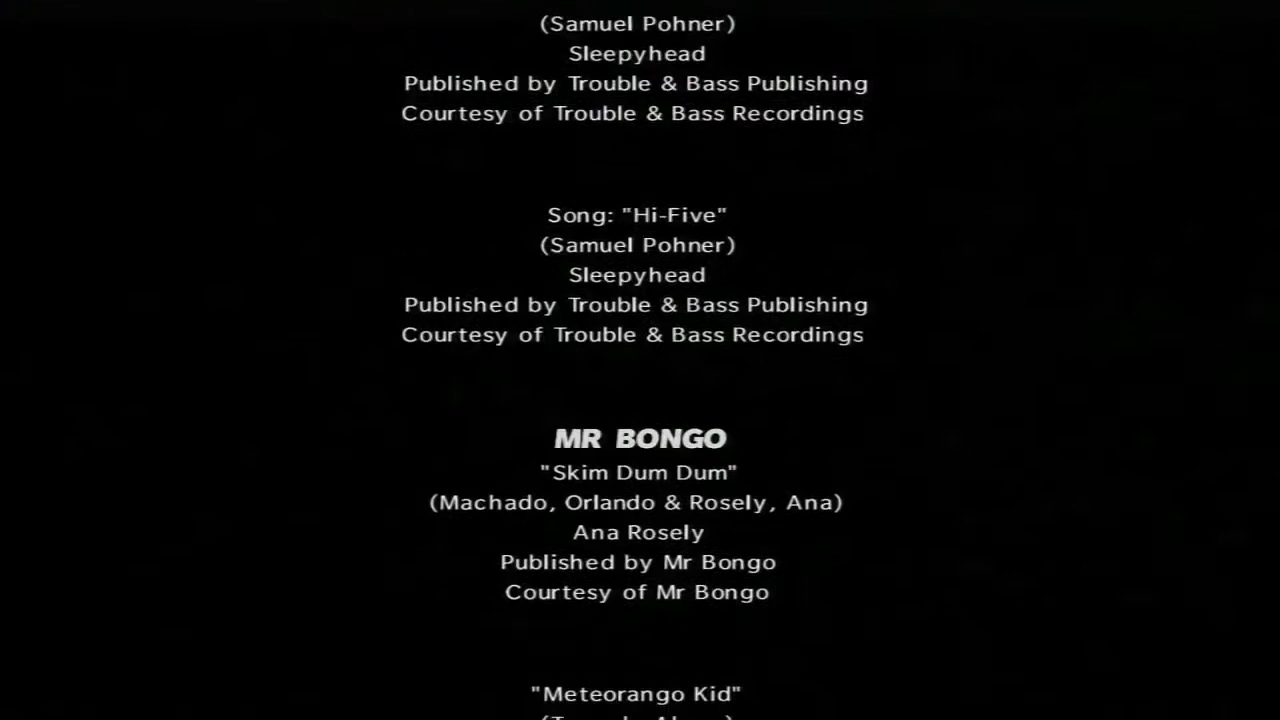 (Samuel Pohner)
Sleepyhead
Published by Trouble & Bass Publishing
Courtesy of Trouble & Bass Recordings
Song: "Hi-Five"
(Samuel Pohner)
Sleepyhead
Published by Trouble & Bass Publishing
Courtesy of Trouble & Bass Recordings
MR BONGO
"Skim Dum Dum"
(Machado, Orlando & Rosely, Ana)
Ana Rosely
Published by Mr Bongo
Courtesy of Mr Bongo
"Meteorango Kid"